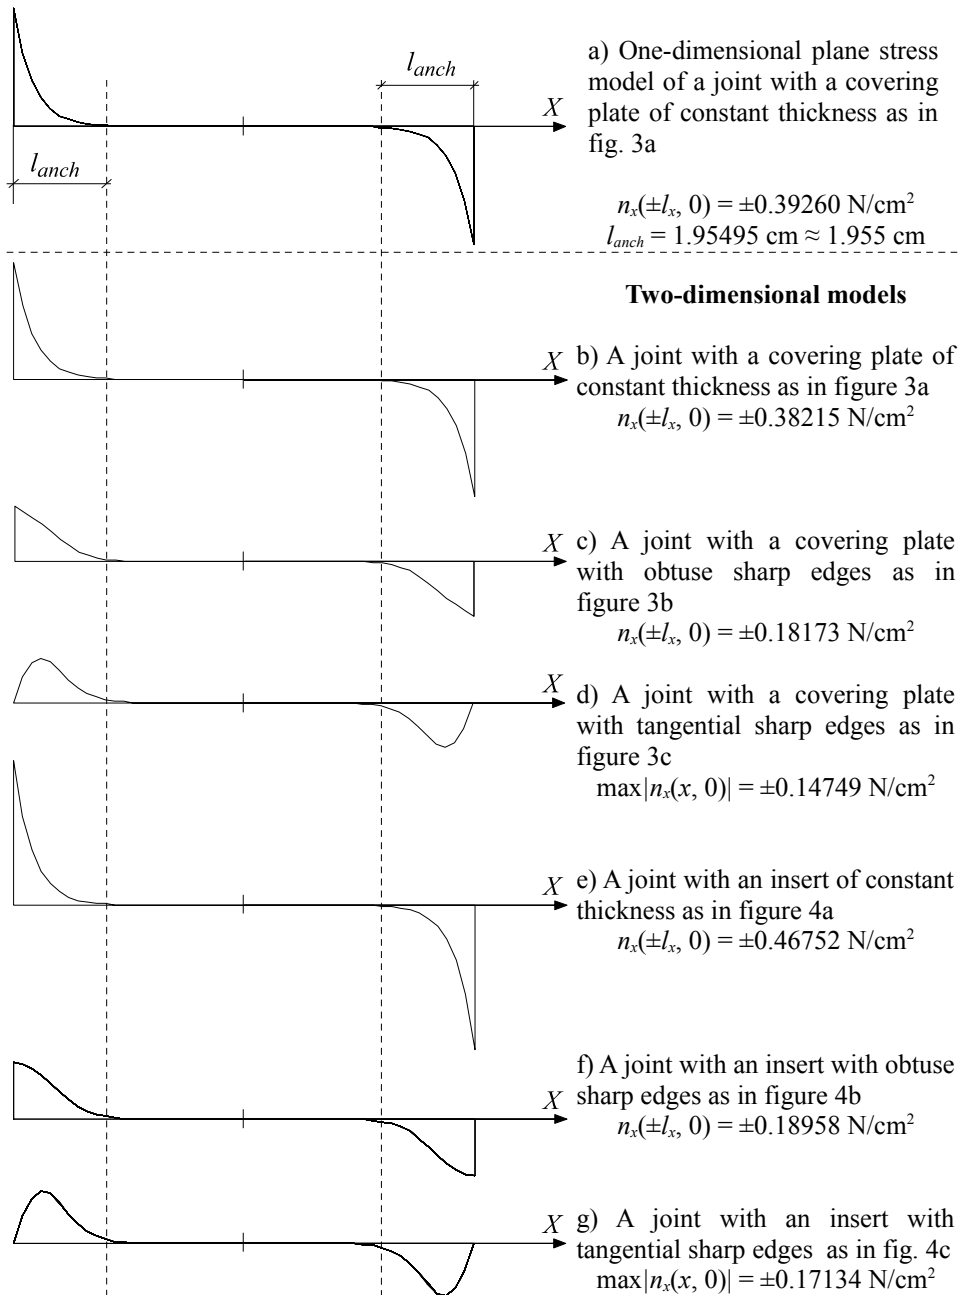 a) One-dimensional plane stress
model of a joint with a covering
plate of constant thickness as in
fig. 3a
l_anch
X
l_anch
n_x(±l_x, 0) = ±0.39260 N/cm²
l_anch = 1.95495 cm ≈ 1.955 cm
Two-dimensional models
X
b) A joint with a covering plate of
constant thickness as in figure 3a
n_x(±l_x, 0) = ±0.38215 N/cm²
X
c) A joint with a covering plate
with obtuse sharp edges as in
figure 3b
n_x(±l_x, 0) = ±0.18173 N/cm²
X
d) A joint with a covering plate
with tangential sharp edges as in
figure 3c
max|n_x(x, 0)| = ±0.14749 N/cm²
X
e) A joint with an insert of constant
thickness as in figure 4a
n_x(±l_x, 0) = ±0.46752 N/cm²
f) A joint with an insert with obtuse
X
sharp edges as in figure 4b
n_x(±l_x, 0) = ±0.18958 N/cm²
X
g) A joint with an insert with
tangential sharp edges as in fig. 4c
max|n_x(x, 0)| = ±0.17134 N/cm²